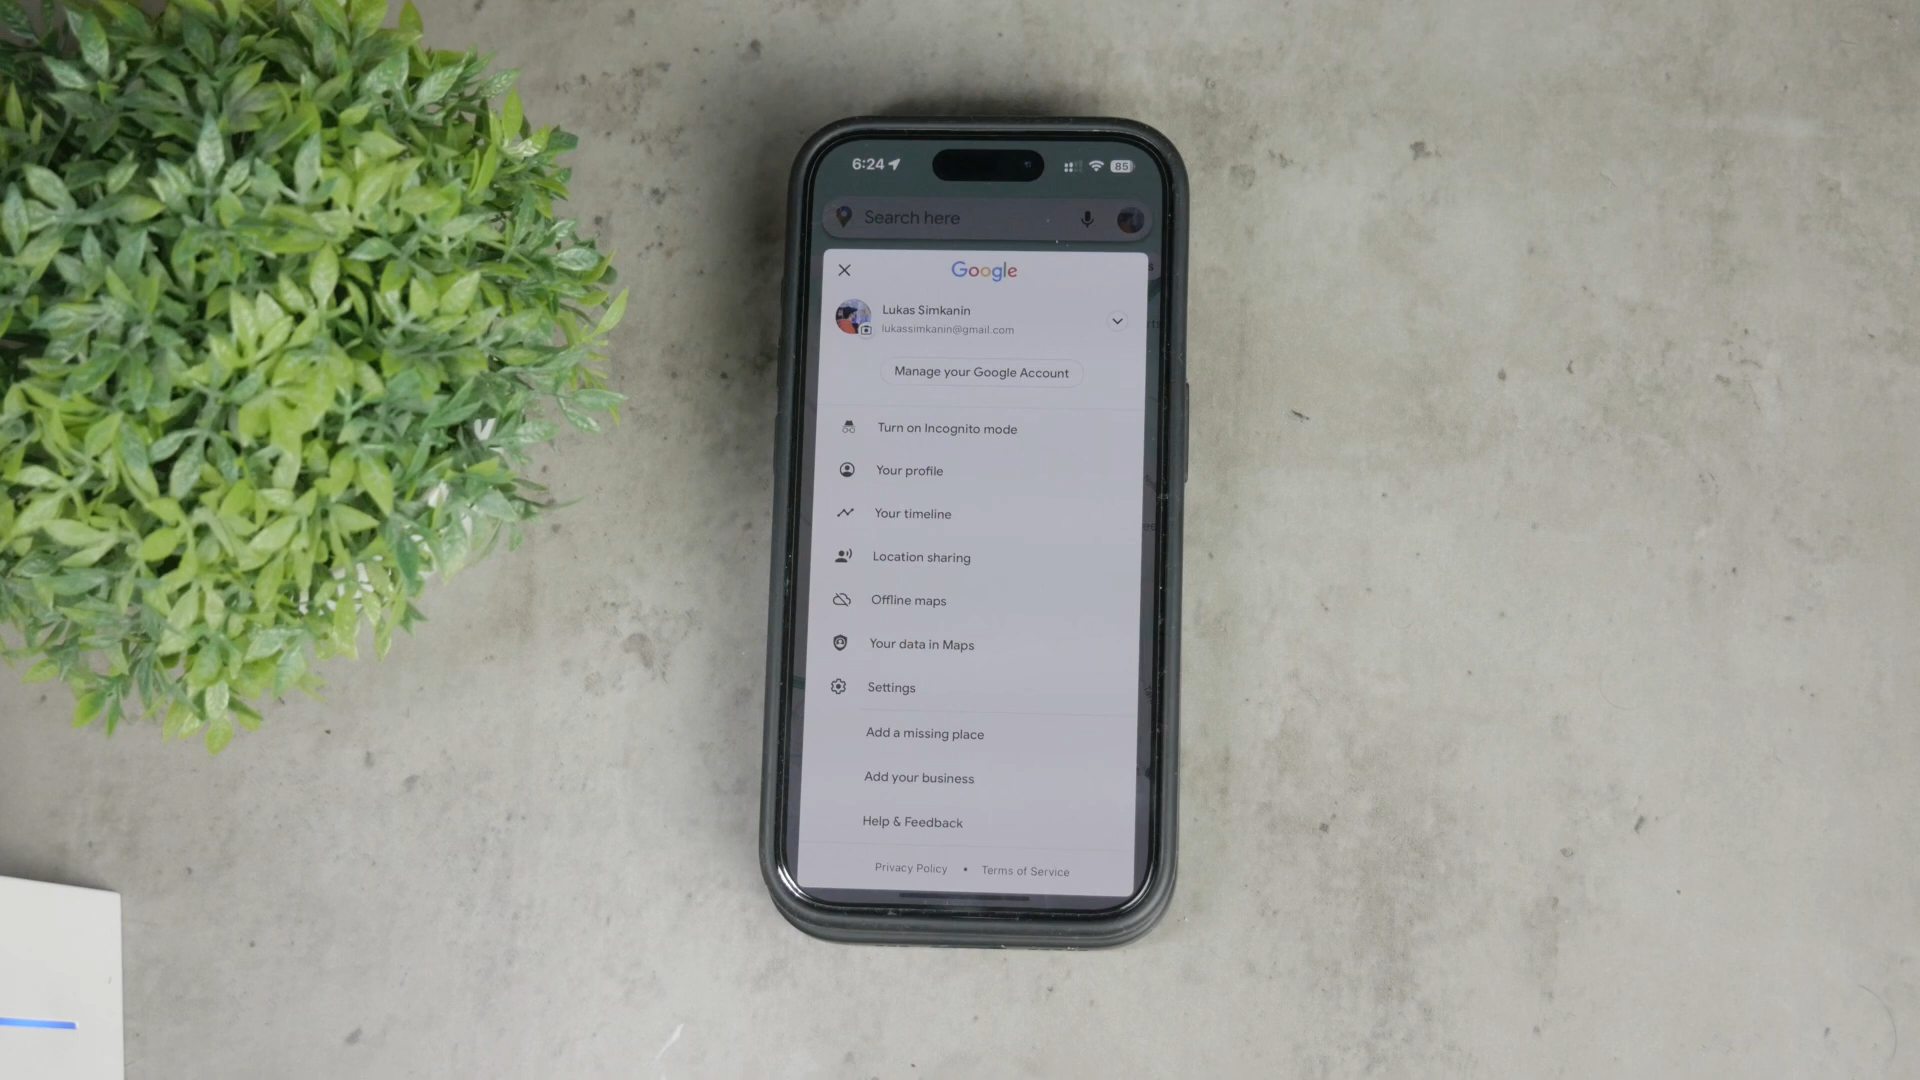 6:24
85
Search here
Google
Lukas Simkanin
lukassimkanin@gmail.com
Manage your Google Account
Turn on Incognito mode
Your profile
Your timeline
Location sharing
Offline maps
Your data in Maps
Settings
Add a missing place
Add your business
Help & Feedback
Privacy Policy • Terms of Service